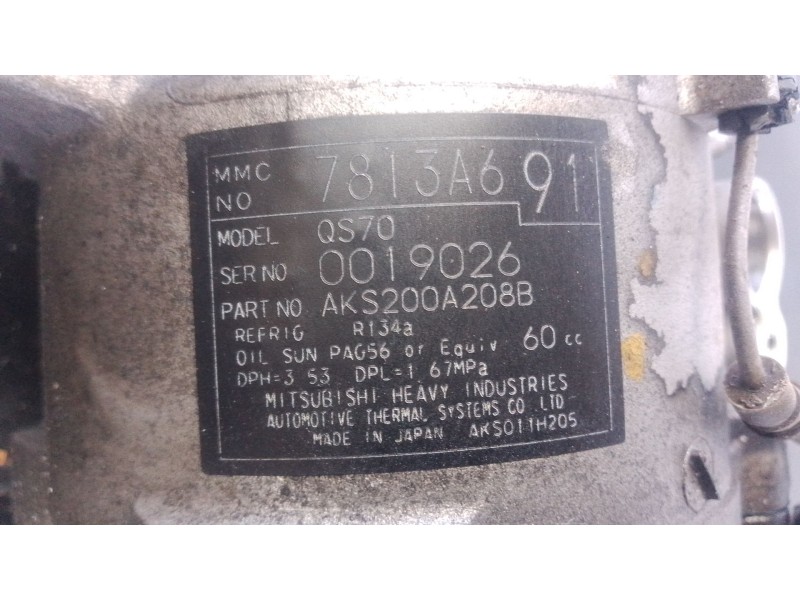 MMC NO 7813A691
MODEL QS70
SER NO 0019026
PART NO. AKS200A208B
REFRIG R134a
OIL SUN PAG56 or Equiv 60 cc
DPH=3.53 DPL=1.67MPa
MITSUBISHI HEAVY INDUSTRIES
AUTOMOTIVE THERMAL SYSTEMS CO.,LTD.
MADE IN JAPAN AKS011H205